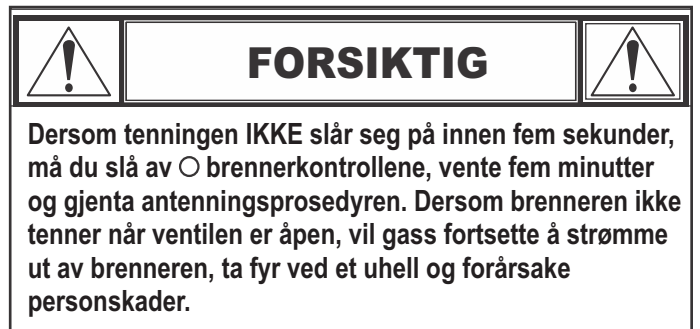 FORSIKTIG
Dersom tenningen IKKE slår seg på innen fem sekunder,
må du slå av ○ brennerkontrollene, vente fem minutter
og gjenta antenningsprosedyren. Dersom brenneren ikke
tenner når ventilen er åpen, vil gass fortsette å strømme
ut av brenneren, ta fyr ved et uhell og forårsake
personskader.